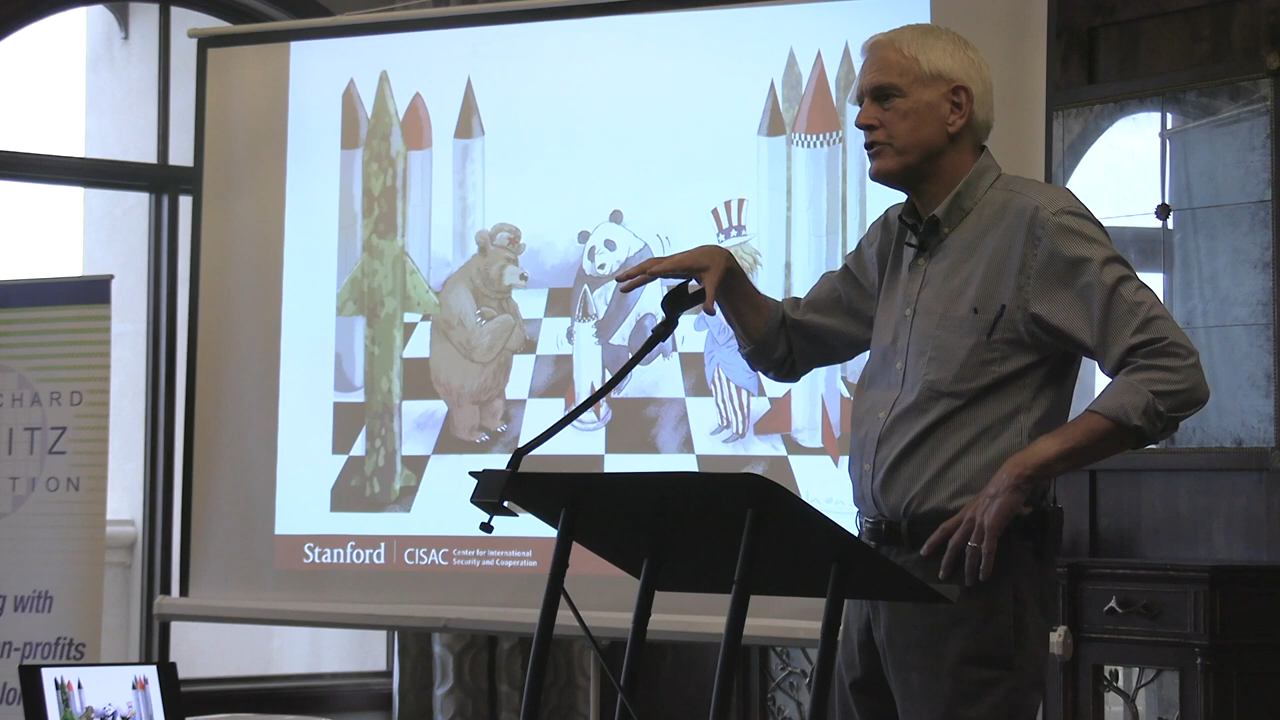 CHARD
ITZ
TION
g with
n-profits
Stanford
CISAC
Center for International
Security and Cooperation